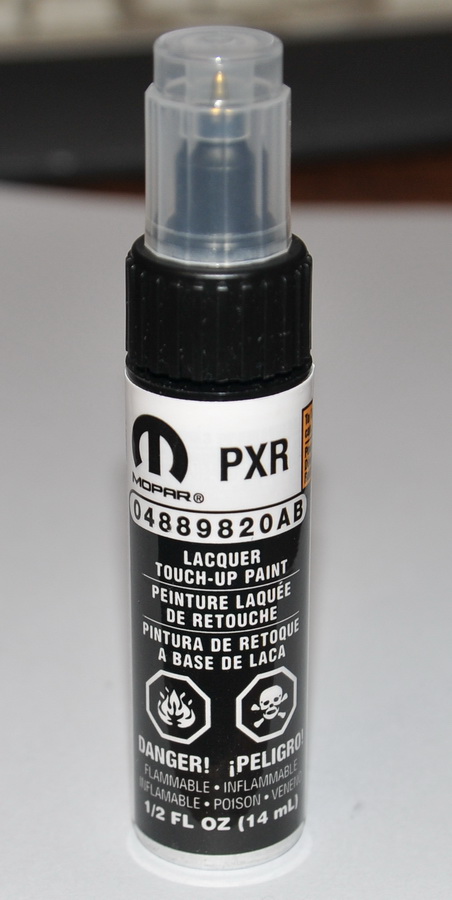 PXR
MOPAR®
04889820AB
LACQUER
TOUCH-UP PAINT
PEINTURE LAQUÉE
DE RETOUCHE
PINTURA DE RETOQUE
A BASE DE LACA
DANGER! ¡PELIGRO!
FLAMMABLE • INFLAMMABLE
INFLAMABLE • POISON •
1/2 FL OZ (14 mL)